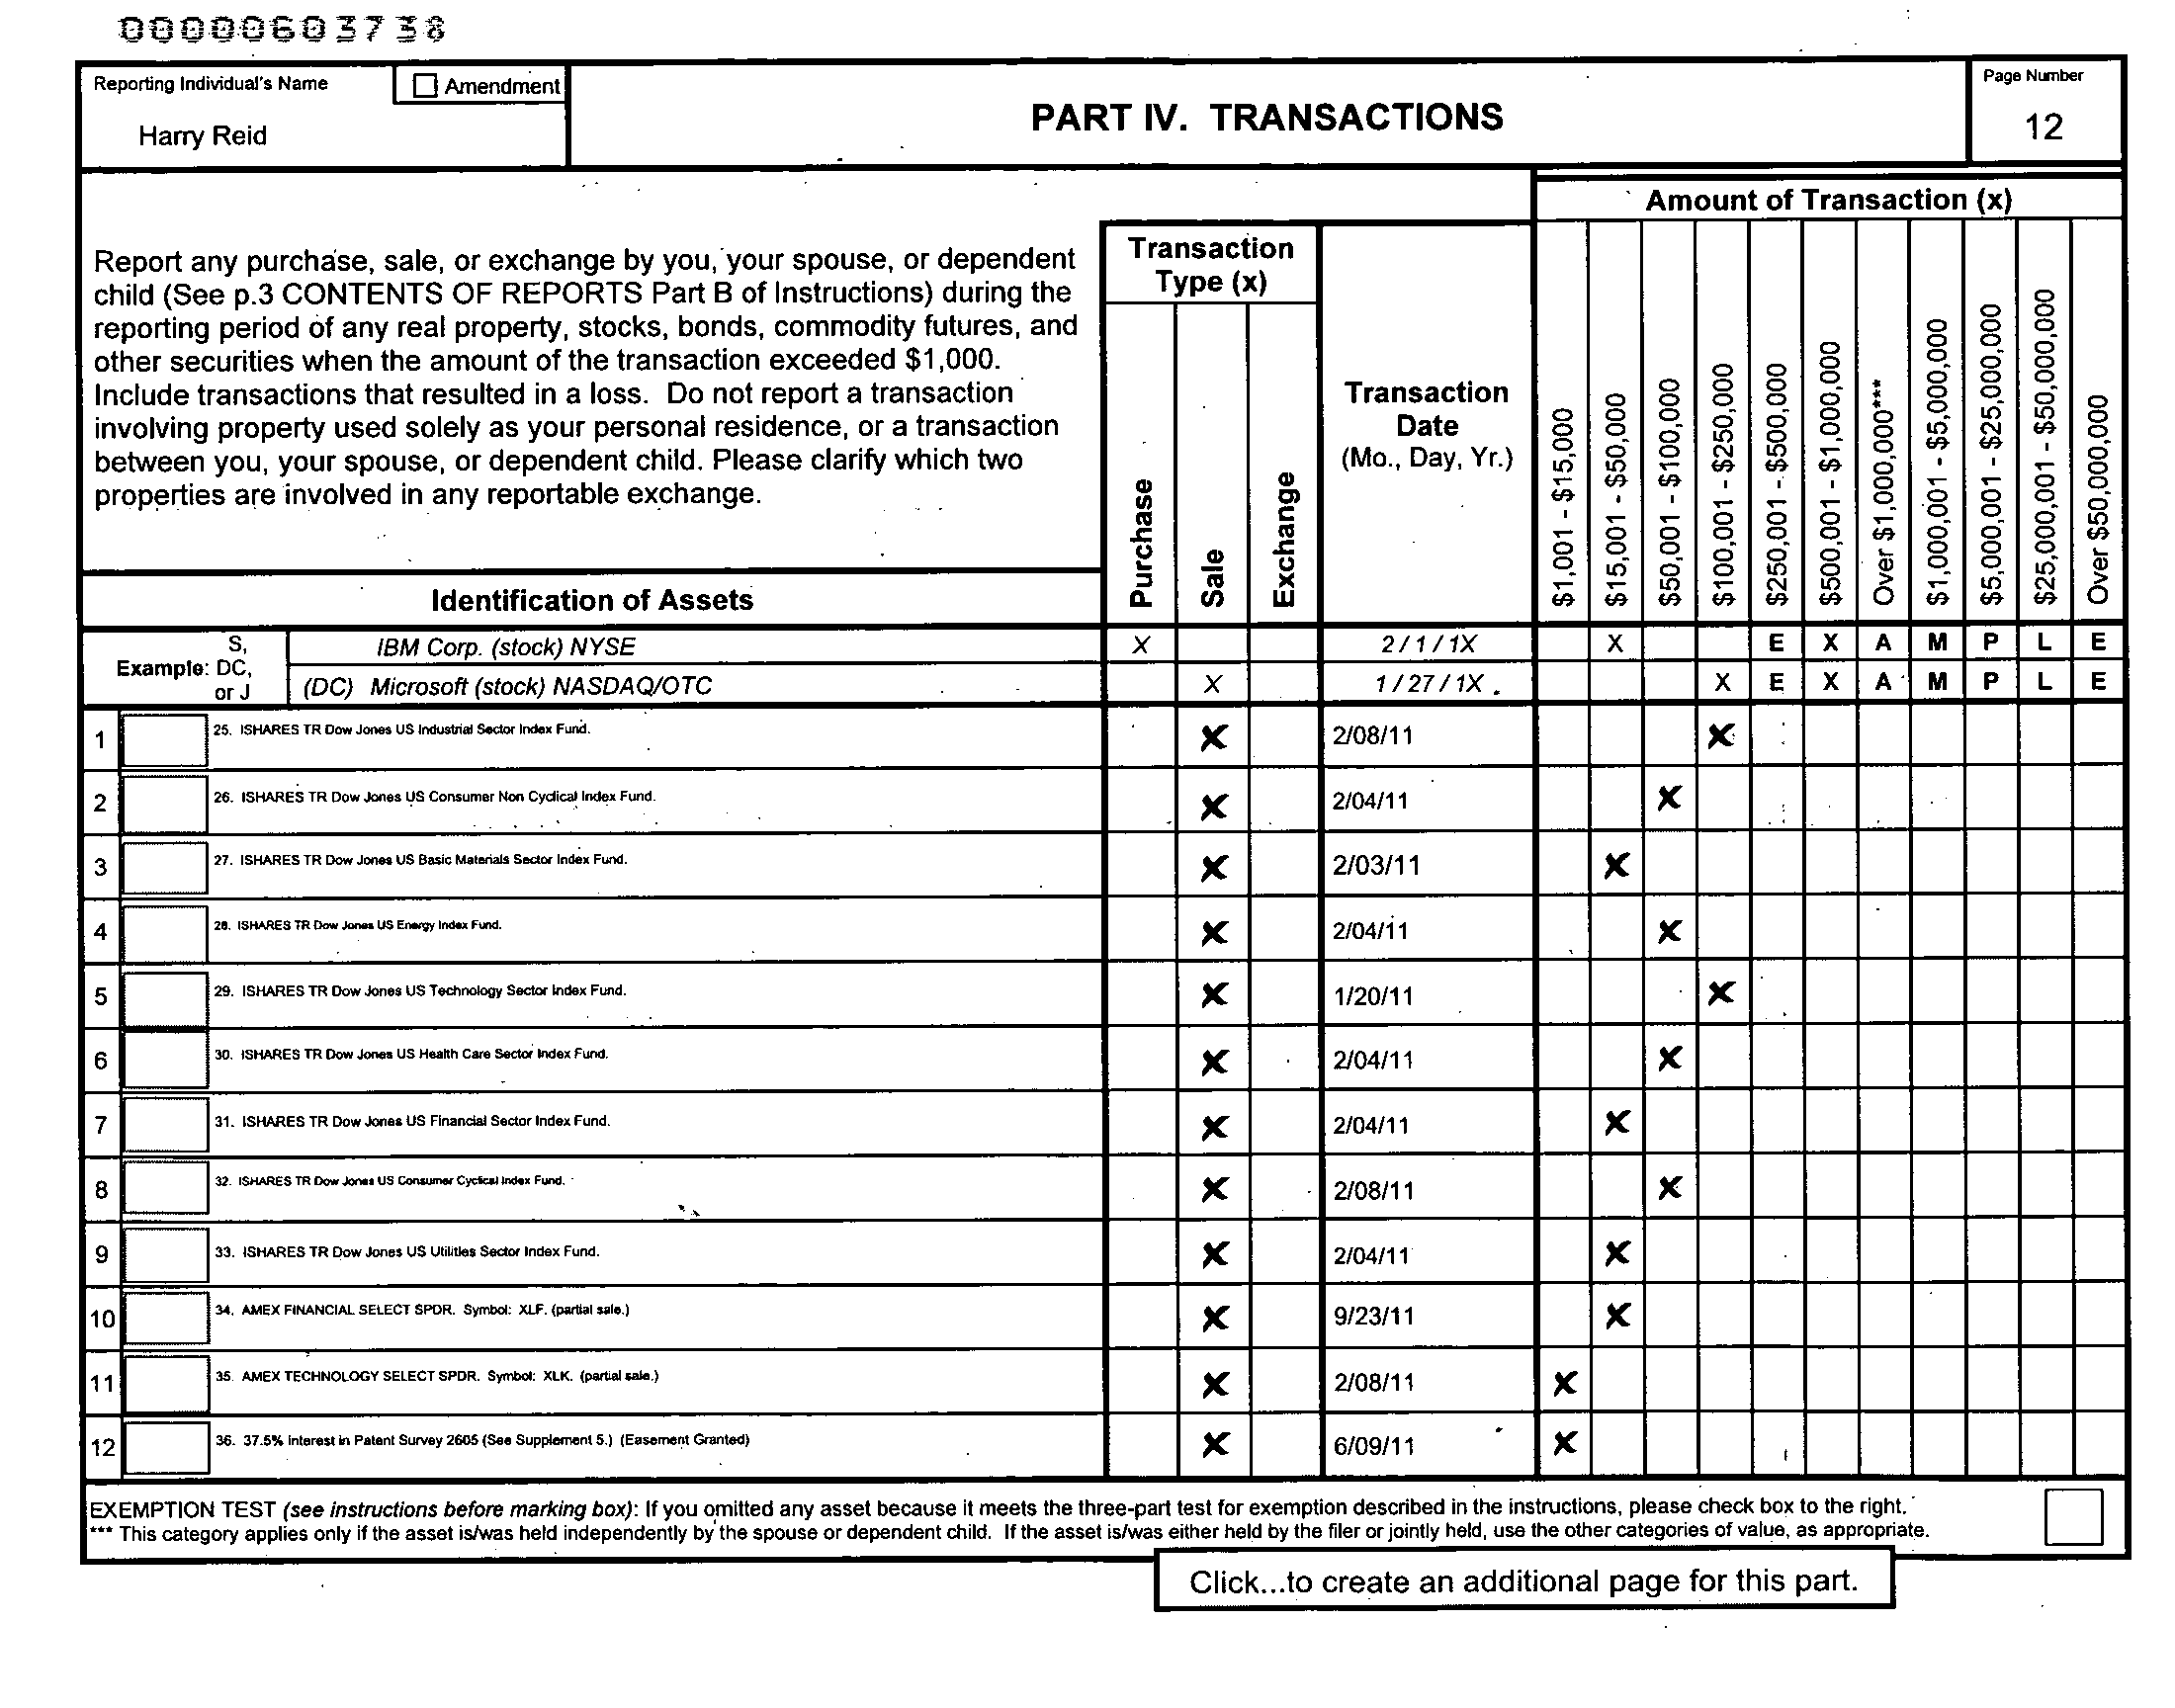 00000603738
Reporting Individual's Name
Amendment
Harry Reid
PART IV. TRANSACTIONS
Page Number
12
Report any purchase, sale, or exchange by you, your spouse, or dependent
child (See p.3 CONTENTS OF REPORTS Part B of Instructions) during the
reporting period of any real property, stocks, bonds, commodity futures, and
other securities when the amount of the transaction exceeded $1,000.
Include transactions that resulted in a loss. Do not report a transaction
involving property used solely as your personal residence, or a transaction
between you, your spouse, or dependent child. Please clarify which two
properties are involved in any reportable exchange.
Identification of Assets
Transaction
Type (x)
Purchase
Sale
Exchange
Transaction
Date
(Mo., Day, Yr.)
Amount of Transaction (x)
$1,001 - $15,000
$15,001 - $50,000
$50,001 - $100,000
$100,001 - $250,000
$250,001 - $500,000
$500,001 - $1,000,000
Over $1,000,000***
$1,000,001 - $5,000,000
$5,000,001 - $25,000,000
$25,000,001 - $50,000,000
Over $50,000,000
Example: S, DC, or J
IBM Corp. (stock) NYSE X 2 / 1 / 1X X E X A M P L E
(DC) Microsoft (stock) NASDAQ/OTC X 1 / 27 / 1X X E X A M P L E
1 25. ISHARES TR Dow Jones US Industrial Sector Index Fund. X 2/08/11 X
2 26. ISHARES TR Dow Jones US Consumer Non Cyclical Index Fund. X 2/04/11 X
3 27. ISHARES TR Dow Jones US Basic Materials Sector Index Fund. X 2/03/11 X
4 28. ISHARES TR Dow Jones US Energy Index Fund. X 2/04/11 X
5 29. ISHARES TR Dow Jones US Technology Sector Index Fund. X 1/20/11 X
6 30. ISHARES TR Dow Jones US Health Care Sector Index Fund. X 2/04/11 X
7 31. ISHARES TR Dow Jones US Financial Sector Index Fund. X 2/04/11 X
8 32. ISHARES TR Dow Jones US Consumer Cyclical Index Fund. X 2/08/11 X
9 33. ISHARES TR Dow Jones US Utilities Sector Index Fund. X 2/04/11 X
10 34. AMEX FINANCIAL SELECT SPDR. Symbol: XLF. (partial sale.) X 9/23/11 X
11 35. AMEX TECHNOLOGY SELECT SPDR. Symbol: XLK. (partial sale.) X 2/08/11 X
12 36. 37.5% interest in Patent Survey 2605 (See Supplement 5.) (Easement Granted) X 6/09/11 X
EXEMPTION TEST (see instructions before marking box): If you omitted any asset because it meets the three-part test for exemption described in the instructions, please check box to the right.
*** This category applies only if the asset is/was held independently by the spouse or dependent child. If the asset is/was either held by the filer or jointly held, use the other categories of value, as appropriate.
Click...to create an additional page for this part.